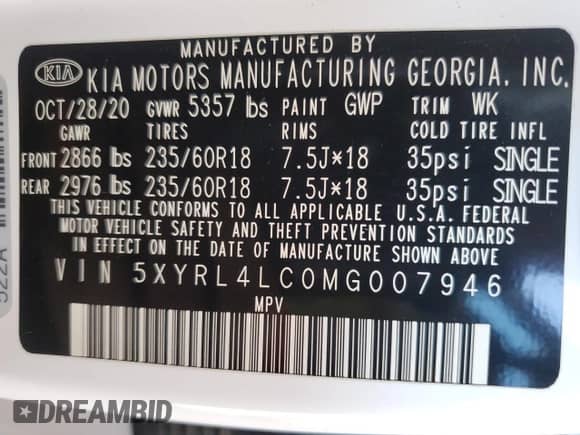 MANUFACTURED BY
KIA KIA MOTORS MANUFACTURING GEORGIA, INC.
OCT/28/20 GVWR 5357 lbs PAINT GWP TRIM WK
GAWR TIRES RIMS COLD TIRE INFL
FRONT 2866 lbs 235/60R18 7.5J*18 35psi SINGLE
REAR 2976 lbs 235/60R18 7.5J*18 35psi SINGLE
THIS VEHICLE CONFORMS TO ALL APPLICABLE U.S.A. FEDERAL
MOTOR VEHICLE SAFETY AND THEFT PREVENTION STANDARDS
IN EFFECT ON THE DATE OF MANUFACTURE SHOWN ABOVE
VIN 5XYRL4LC0MG007946
MPV
522A
DREAMBID